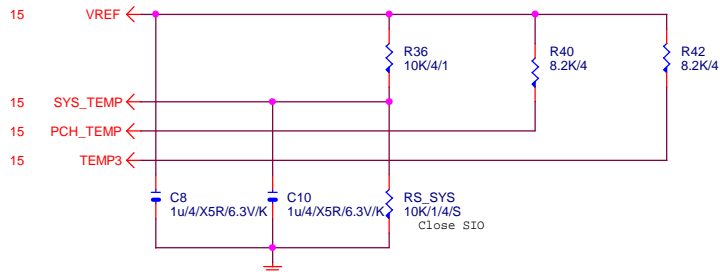 15 VREF
R36
10K/4/1
R40
8.2K/4
R42
8.2K/4
15 SYS_TEMP
15 PCH_TEMP
15 TEMP3
C8
1u/4/X5R/6.3V/K
C10
1u/4/X5R/6.3V/K
RS_SYS
10K/1/4/S
Close SIO